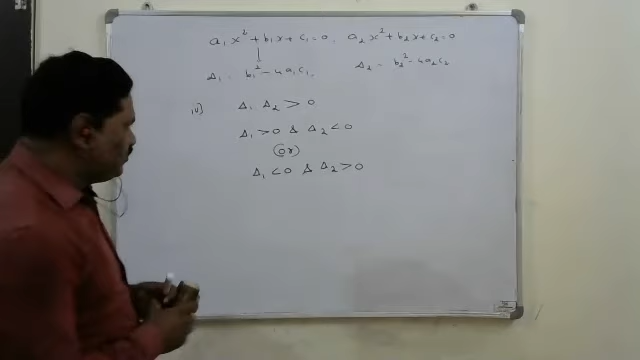 a₁x² + b₁x + c₁ = 0, a₂x² + b₂x + c₂ = 0
Δ₁ = b₁² - 4a₁c₁, Δ₂ = b₂² - 4a₂c₂
iv) Δ₁ Δ₂ > 0
Δ₁ > 0 & Δ₂ < 0
(or)
Δ₁ < 0 & Δ₂ > 0